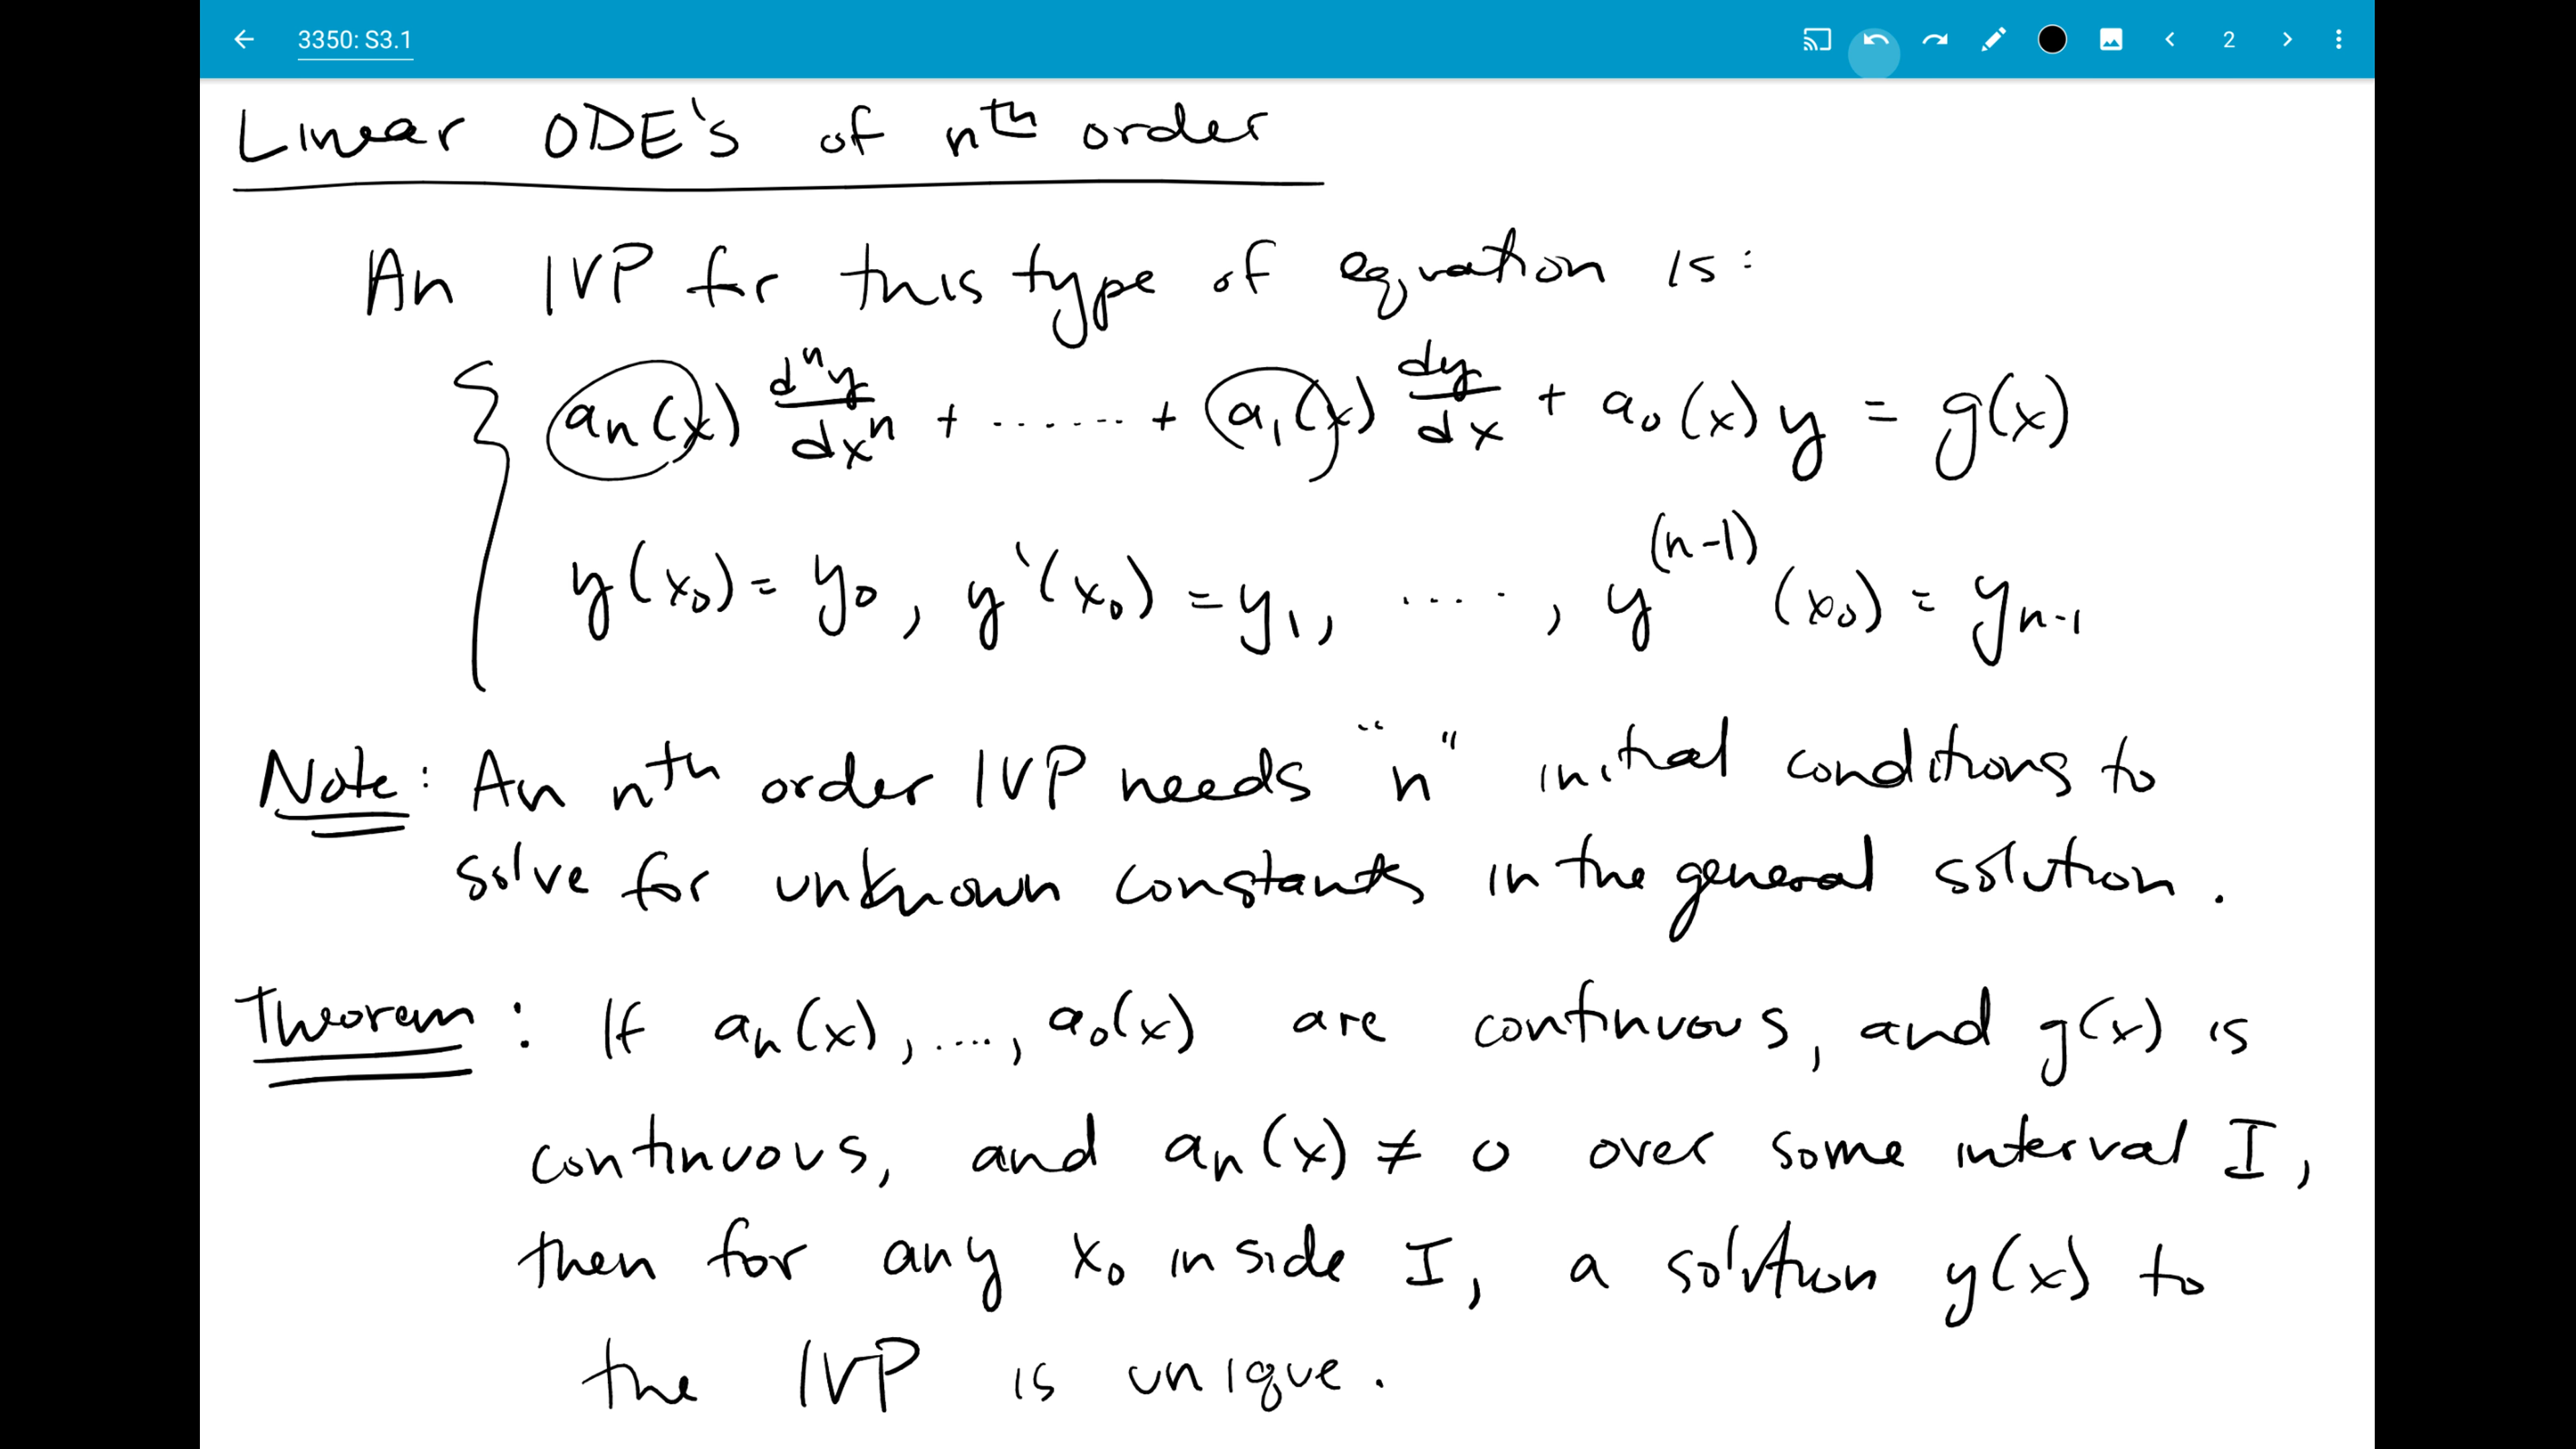 3350: S3.1
2
Linear ODE's of nth order
An IVP for this type of equation is:
an(x) dⁿy/dxⁿ + ...... + a₁(x) dy/dx + a₀(x) y = g(x)
y(x₀) = y₀, y'(x₀) = y₁, ...., y⁽ⁿ⁻¹⁾(x₀) = yn-1
Note: An nth order IVP needs "n" initial conditions to
solve for unknown constants in the general solution.
Theorem: If an(x), ...., a₀(x) are continuous, and g(x) is
continuous, and an(x) ≠ 0 over some interval I,
then for any x₀ inside I, a solution y(x) to
the IVP is unique.